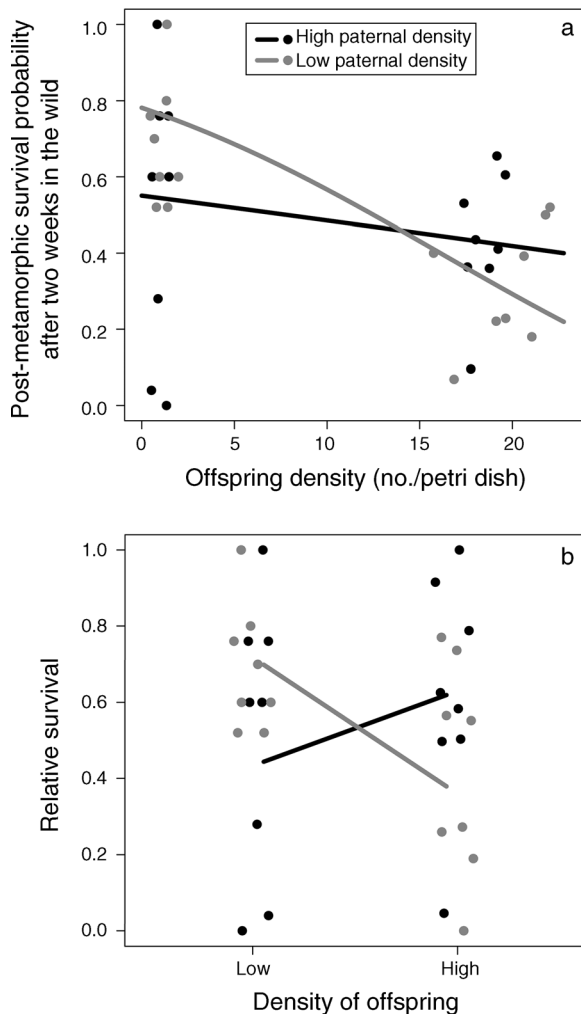 a
High paternal density
Low paternal density
Post-metamorphic survival probability
after two weeks in the wild
1.0
0.8
0.6
0.4
0.2
0.0
0 5 10 15 20
Offspring density (no./petri dish)
b
Relative survival
1.0
0.8
0.6
0.4
0.2
0.0
Low High
Density of offspring